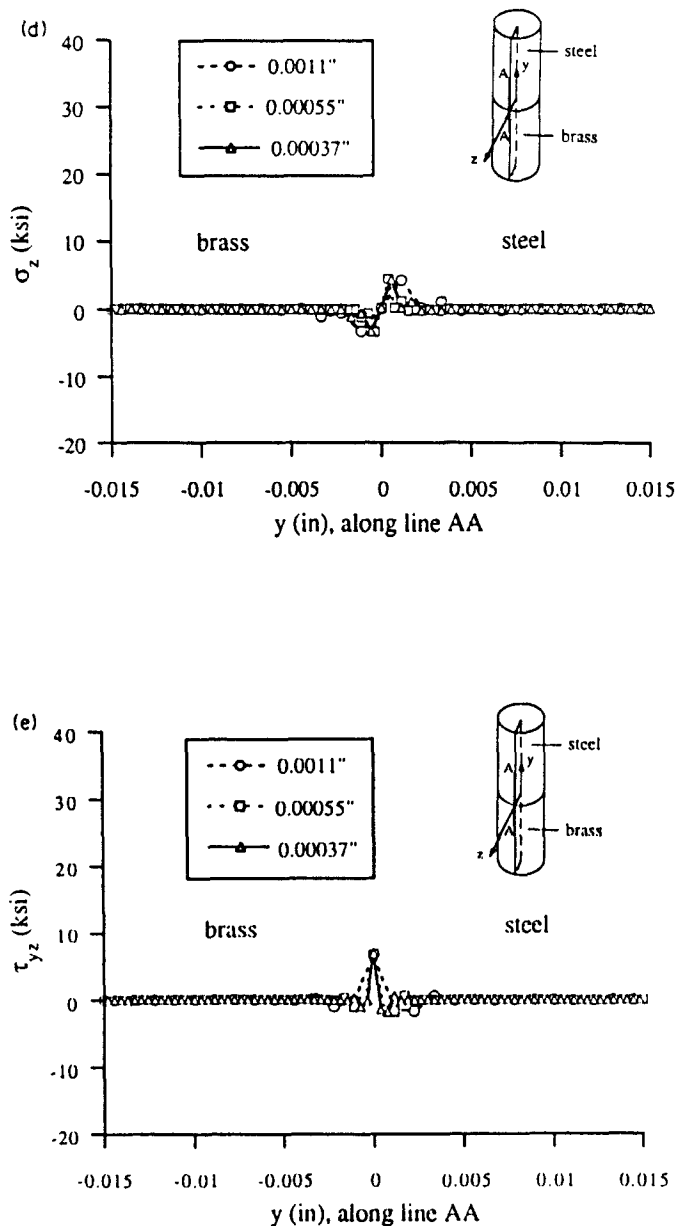 (d)
40
30
20
10
0
-10
-20
σz (ksi)
0.0011"
0.00055"
0.00037"
steel
y
A
A
brass
z
brass
steel
-0.015 -0.01 -0.005 0 0.005 0.01 0.015
y (in), along line AA
(e)
40
30
20
10
0
-10
-20
τyz (ksi)
0.0011"
0.00055"
0.00037"
steel
y
A
A
brass
z
brass
steel
-0.015 -0.01 -0.005 0 0.005 0.01 0.015
y (in), along line AA